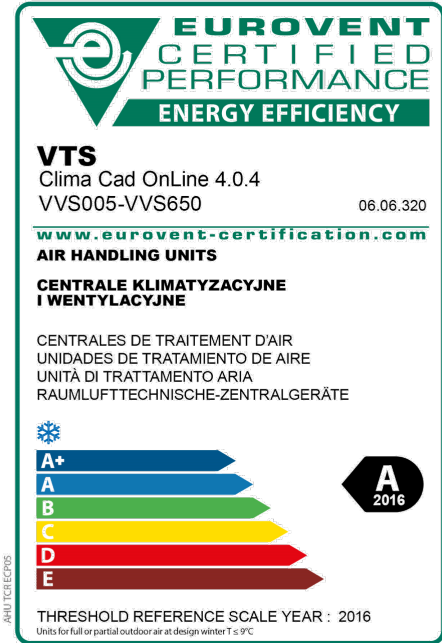 EUROVENT
CERTIFIED
PERFORMANCE
ENERGY EFFICIENCY
VTS
Clima Cad OnLine 4.0.4
VVS005-VVS650 06.06.320
www.eurovent-certification.com
AIR HANDLING UNITS
CENTRALE KLIMATYZACYJNE
I WENTYLACYJNE
CENTRALES DE TRAITEMENT D'AIR
UNIDADES DE TRATAMIENTO DE AIRE
UNITÀ DI TRATTAMENTO ARIA
RAUMLUFTTECHNISCHE-ZENTRALGERÄTE
A+
A
B
C
D
E
A
2016
THRESHOLD REFERENCE SCALE YEAR : 2016
Units for full or partial outdoor air at design winter T ≤ 9°C
AHU TCR ECP05